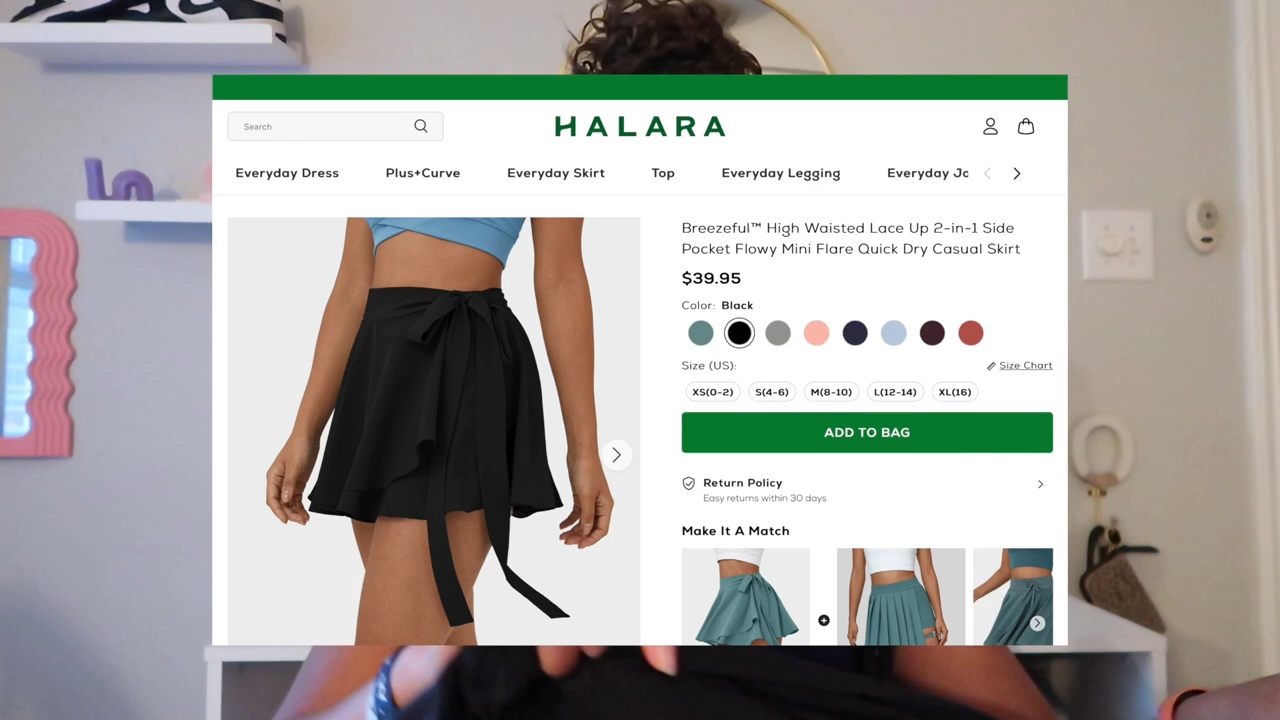 Search
HALARA
Everyday Dress
Plus+Curve
Everyday Skirt
Top
Everyday Legging
Everyday Jo
Breezeful™ High Waisted Lace Up 2-in-1 Side
Pocket Flowy Mini Flare Quick Dry Casual Skirt
$39.95
Color: Black
Size (US):
Size Chart
XS(0-2)
S(4-6)
M(8-10)
L(12-14)
XL(16)
ADD TO BAG
Return Policy
Easy returns within 30 days
Make It A Match